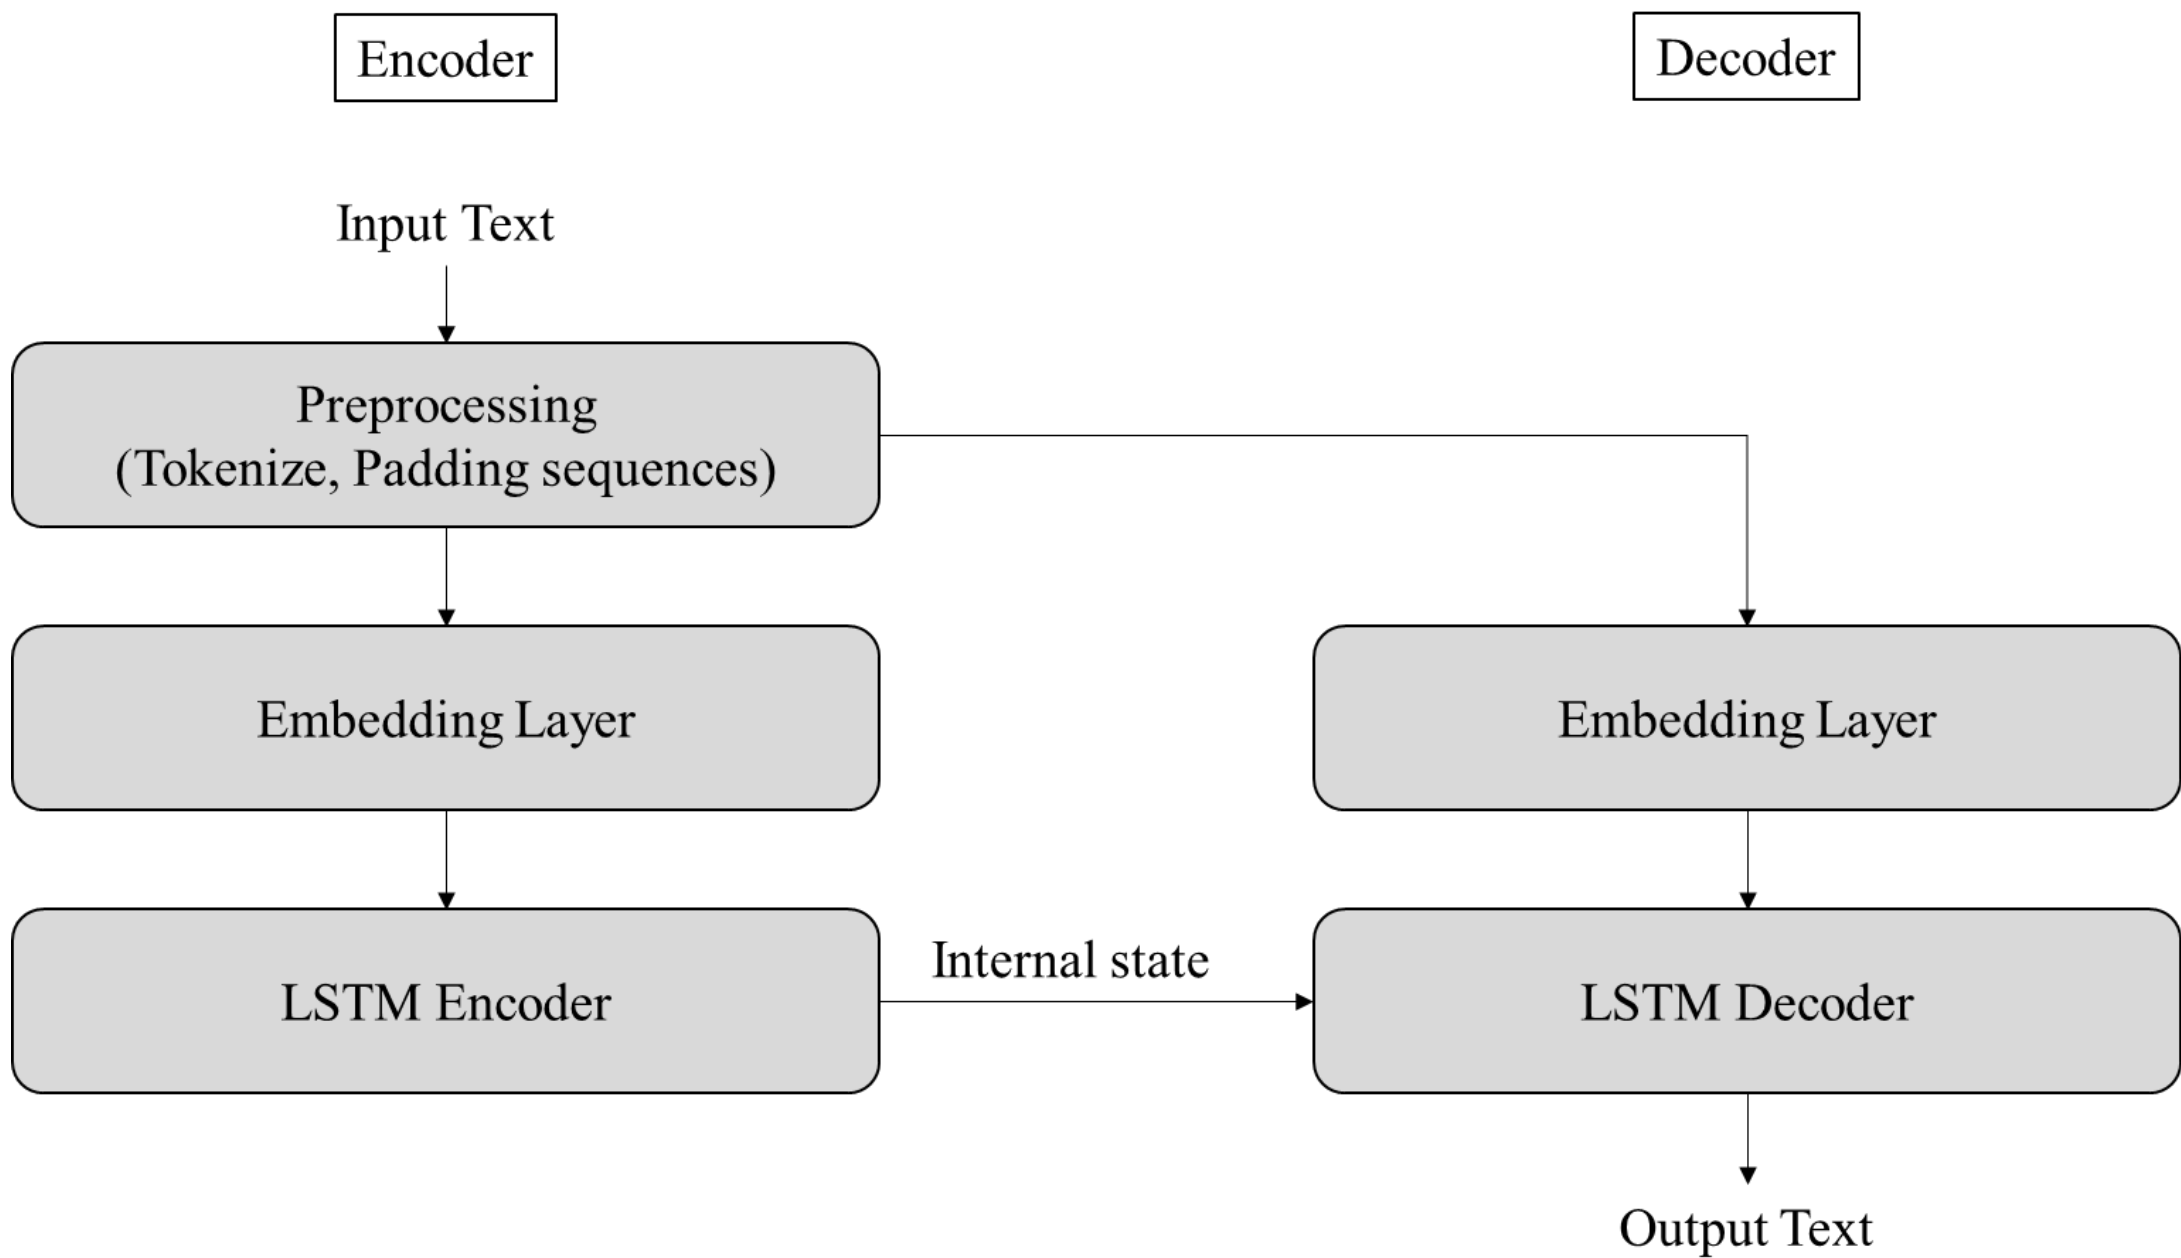 Encoder
Decoder
Input Text
Preprocessing
(Tokenize, Padding sequences)
Embedding Layer
Embedding Layer
LSTM Encoder
Internal state
LSTM Decoder
Output Text